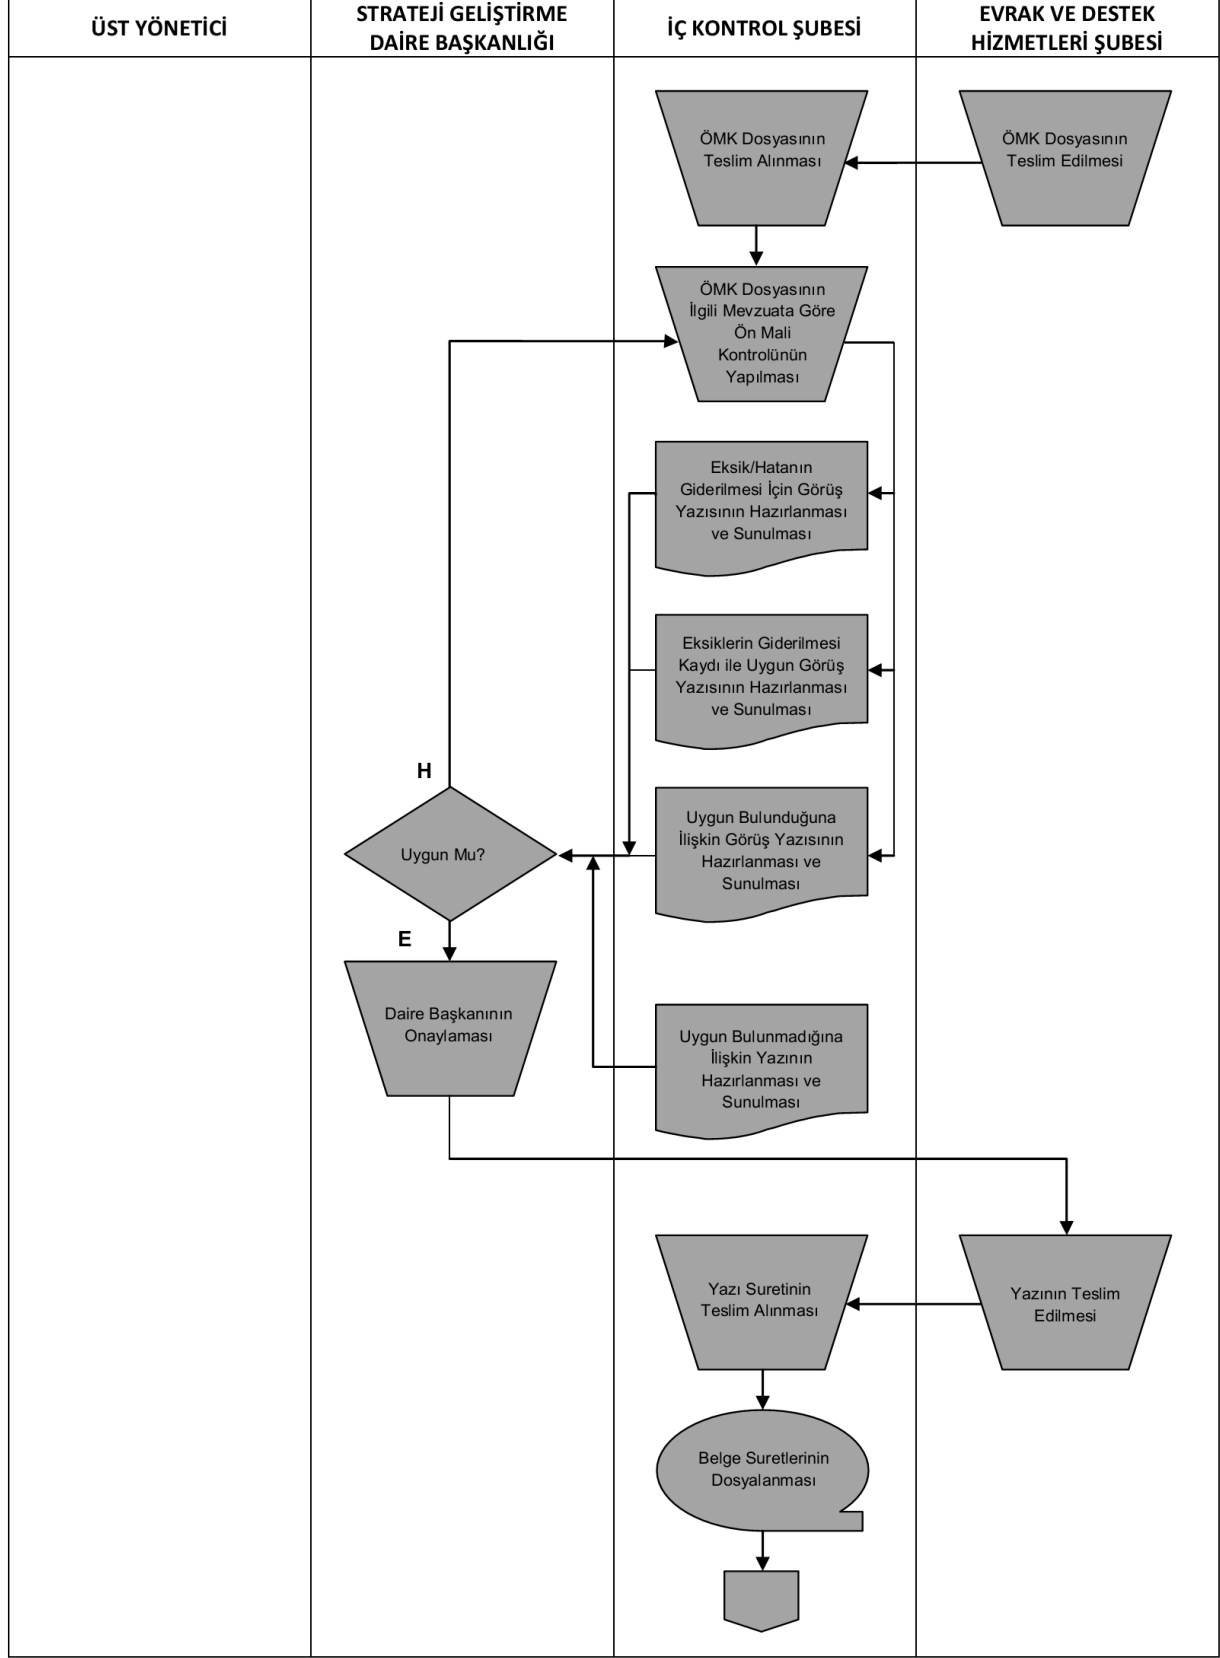 ÜST YÖNETİCİ
STRATEJİ GELİŞTİRME
DAİRE BAŞKANLIĞI
İÇ KONTROL ŞUBESİ
EVRAK VE DESTEK
HİZMETLERİ ŞUBESİ
ÖMK Dosyasının
Teslim Alınması
ÖMK Dosyasının
Teslim Edilmesi
ÖMK Dosyasının
İlgili Mevzuata Göre
Ön Mali
Kontrolünün
Yapılması
Eksik/Hatanın
Giderilmesi İçin Görüş
Yazısının Hazırlanması
ve Sunulması
Eksiklerin Giderilmesi
Kaydı ile Uygun Görüş
Yazısının Hazırlanması
ve Sunulması
H
Uygun Mu?
Uygun Bulunduğuna
İlişkin Görüş Yazısının
Hazırlanması ve
Sunulması
E
Daire Başkanının
Onaylaması
Uygun Bulunmadığına
İlişkin Yazının
Hazırlanması ve
Sunulması
Yazı Suretinin
Teslim Alınması
Yazının Teslim
Edilmesi
Belge Suretlerinin
Dosyalanması